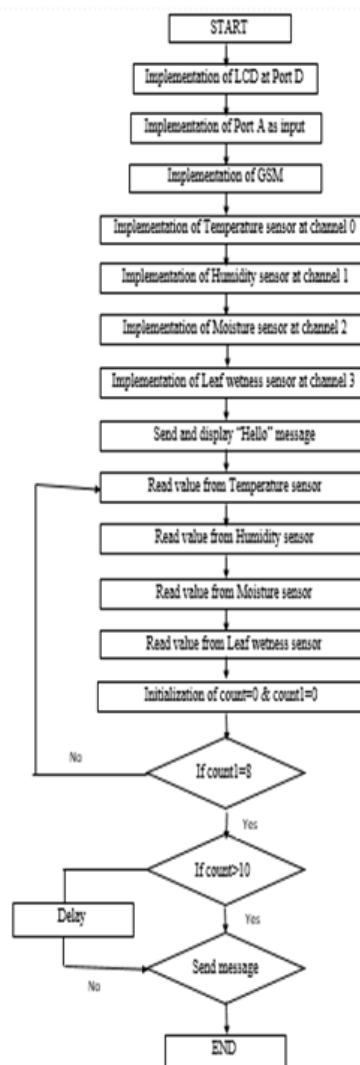 START
Implementation of LCD at Port D
Implementation of Port A as input
Implementation of GSM
Implementation of Temperature sensor at channel 0
Implementation of Humidity sensor at channel 1
Implementation of Moisture sensor at channel 2
Implementation of Leaf wetness sensor at channel 3
Send and display "Hello" message
Read value from Temperature sensor
Read value from Humidity sensor
Read value from Moisture sensor
Read value from Leaf wetness sensor
Initialization of count=0 & count1=0
No
If count1=8
Yes
If count>10
Delay
Yes
Send message
No
END